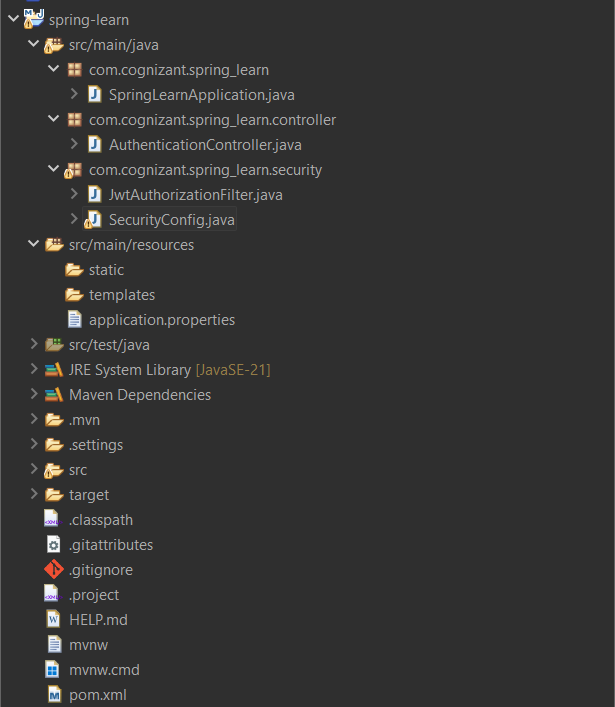 spring-learn
src/main/java
com.cognizant.spring_learn
SpringLearnApplication.java
com.cognizant.spring_learn.controller
AuthenticationController.java
com.cognizant.spring_learn.security
JwtAuthorizationFilter.java
SecurityConfig.java
src/main/resources
static
templates
application.properties
src/test/java
JRE System Library [JavaSE-21]
Maven Dependencies
.mvn
.settings
src
target
.classpath
.gitattributes
.gitignore
.project
HELP.md
mvnw
mvnw.cmd
pom.xml